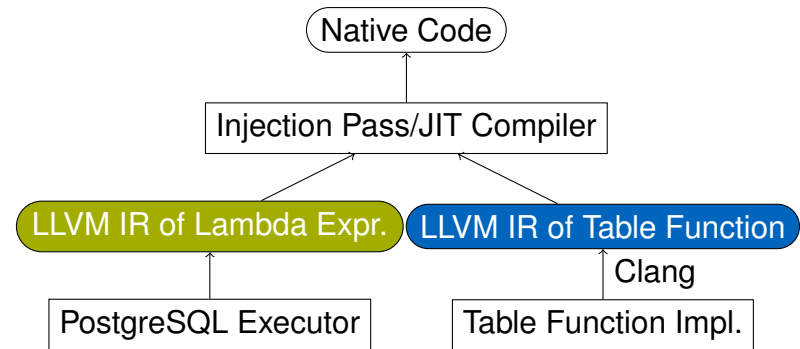 Native Code
Injection Pass/JIT Compiler
LLVM IR of Lambda Expr.
LLVM IR of Table Function
Clang
PostgreSQL Executor
Table Function Impl.